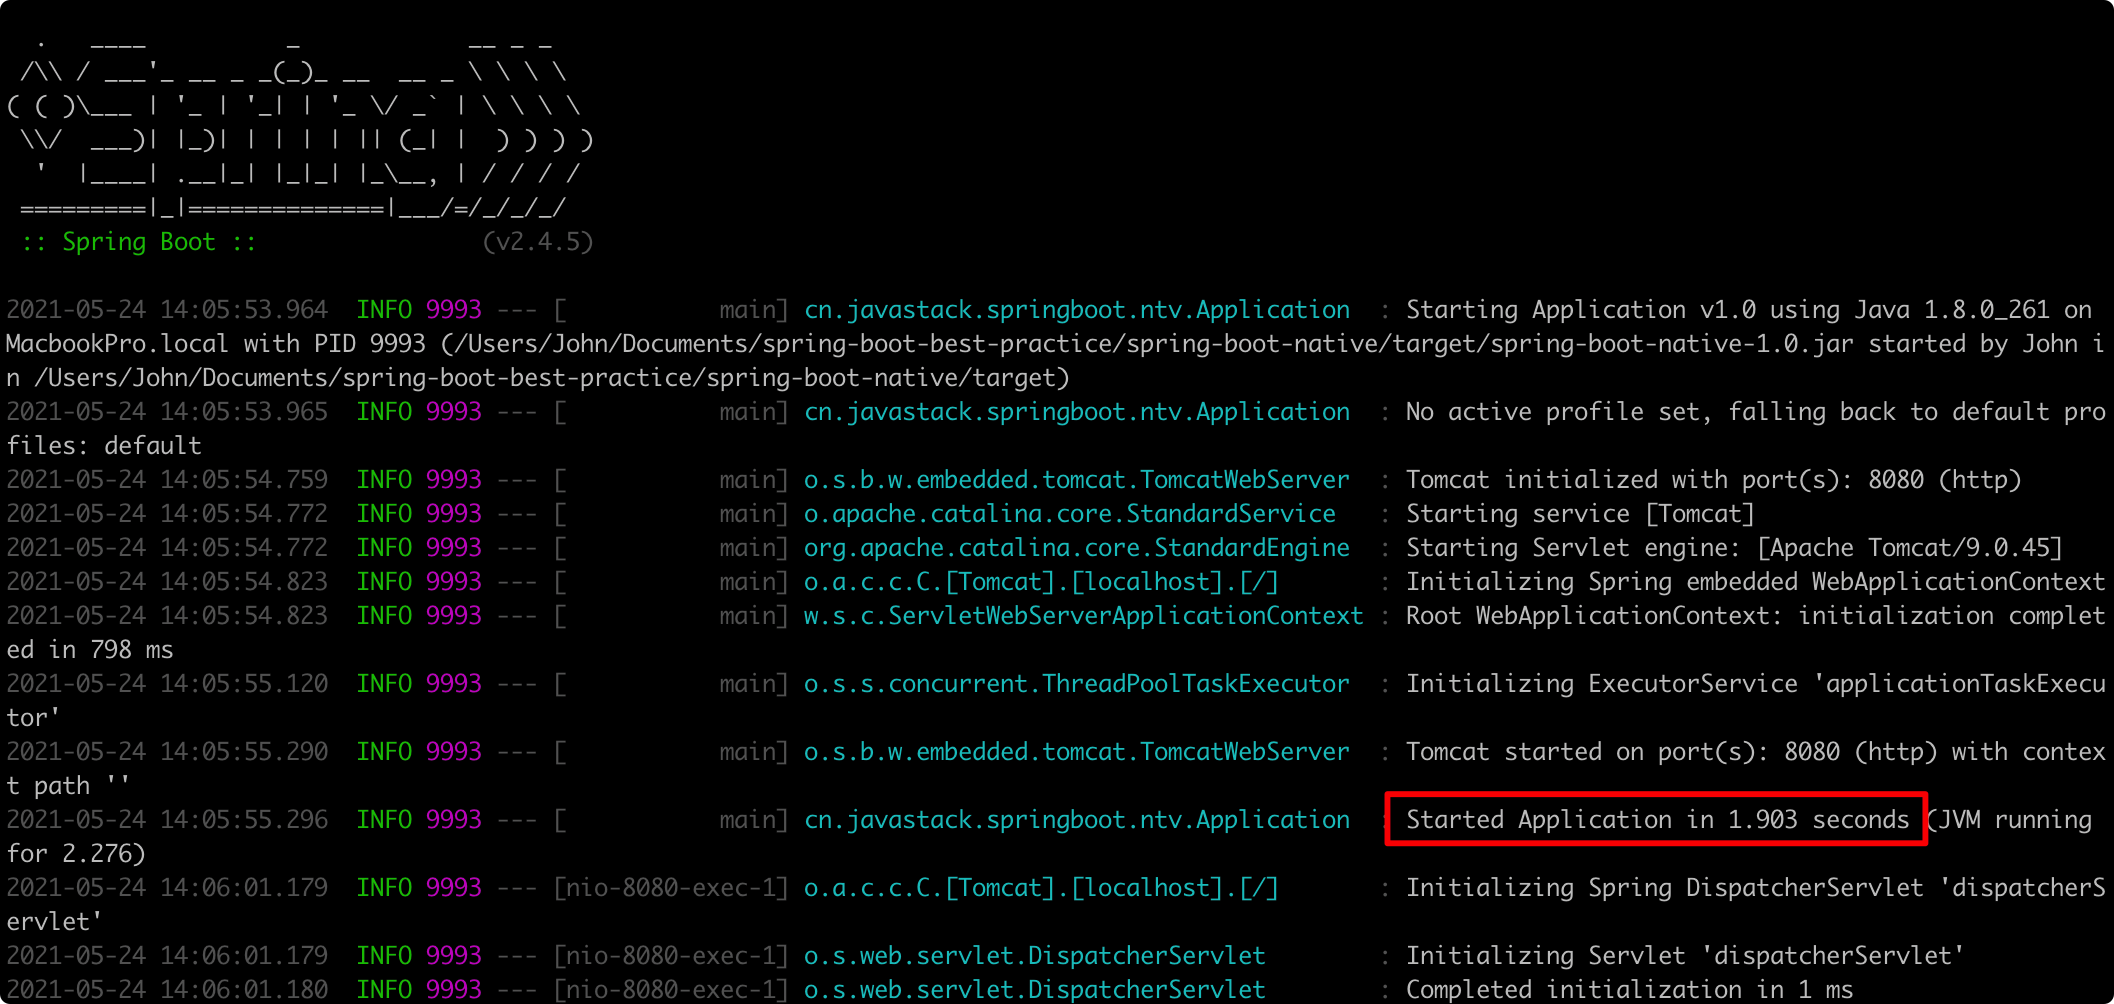 .   ____          _            __ _ _
 /\\ / ___'_ __ _ _(_)_ __  __ _ \ \ \ \
( ( )\___ | '_ | '_| | '_ \/ _` | \ \ \ \
 \\/  ___)| |_)| | | | | || (_| |  ) ) ) )
  '  |____| .__|_| |_|_| |_\__, | / / / /
 =========|_|==============|___/=/_/_/_/
 :: Spring Boot ::                (v2.4.5)
2021-05-24 14:05:53.964  INFO 9993 --- [           main] cn.javastack.springboot.ntv.Application  : Starting Application v1.0 using Java 1.8.0_261 on
MacbookPro.local with PID 9993 (/Users/John/Documents/spring-boot-best-practice/spring-boot-native/target/spring-boot-native-1.0.jar started by John i
n /Users/John/Documents/spring-boot-best-practice/spring-boot-native/target)
2021-05-24 14:05:53.965  INFO 9993 --- [           main] cn.javastack.springboot.ntv.Application  : No active profile set, falling back to default pro
files: default
2021-05-24 14:05:54.759  INFO 9993 --- [           main] o.s.b.w.embedded.tomcat.TomcatWebServer  : Tomcat initialized with port(s): 8080 (http)
2021-05-24 14:05:54.772  INFO 9993 --- [           main] o.apache.catalina.core.StandardService   : Starting service [Tomcat]
2021-05-24 14:05:54.772  INFO 9993 --- [           main] org.apache.catalina.core.StandardEngine  : Starting Servlet engine: [Apache Tomcat/9.0.45]
2021-05-24 14:05:54.823  INFO 9993 --- [           main] o.a.c.c.C.[Tomcat].[localhost].[/]       : Initializing Spring embedded WebApplicationContext
2021-05-24 14:05:54.823  INFO 9993 --- [           main] w.s.c.ServletWebServerApplicationContext : Root WebApplicationContext: initialization complet
ed in 798 ms
2021-05-24 14:05:55.120  INFO 9993 --- [           main] o.s.s.concurrent.ThreadPoolTaskExecutor  : Initializing ExecutorService 'applicationTaskExecu
tor'
2021-05-24 14:05:55.290  INFO 9993 --- [           main] o.s.b.w.embedded.tomcat.TomcatWebServer  : Tomcat started on port(s): 8080 (http) with contex
t path ''
2021-05-24 14:05:55.296  INFO 9993 --- [           main] cn.javastack.springboot.ntv.Application  : Started Application in 1.903 seconds (JVM running
for 2.276)
2021-05-24 14:06:01.179  INFO 9993 --- [nio-8080-exec-1] o.a.c.c.C.[Tomcat].[localhost].[/]       : Initializing Spring DispatcherServlet 'dispatcherS
ervlet'
2021-05-24 14:06:01.179  INFO 9993 --- [nio-8080-exec-1] o.s.web.servlet.DispatcherServlet        : Initializing Servlet 'dispatcherServlet'
2021-05-24 14:06:01.180  INFO 9993 --- [nio-8080-exec-1] o.s.web.servlet.DispatcherServlet        : Completed initialization in 1 ms